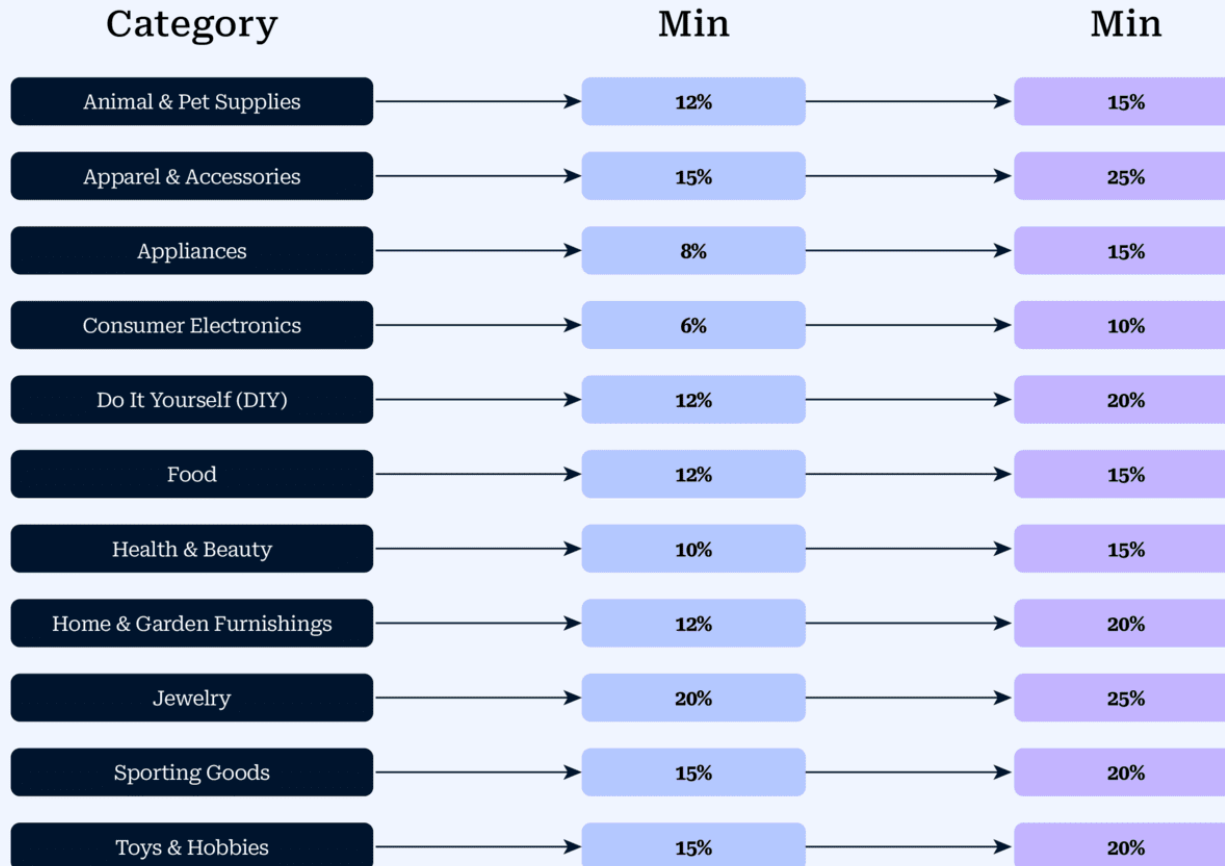 Category Min Min
Animal & Pet Supplies 12% 15%
Apparel & Accessories 15% 25%
Appliances 8% 15%
Consumer Electronics 6% 10%
Do It Yourself (DIY) 12% 20%
Food 12% 15%
Health & Beauty 10% 15%
Home & Garden Furnishings 12% 20%
Jewelry 20% 25%
Sporting Goods 15% 20%
Toys & Hobbies 15% 20%